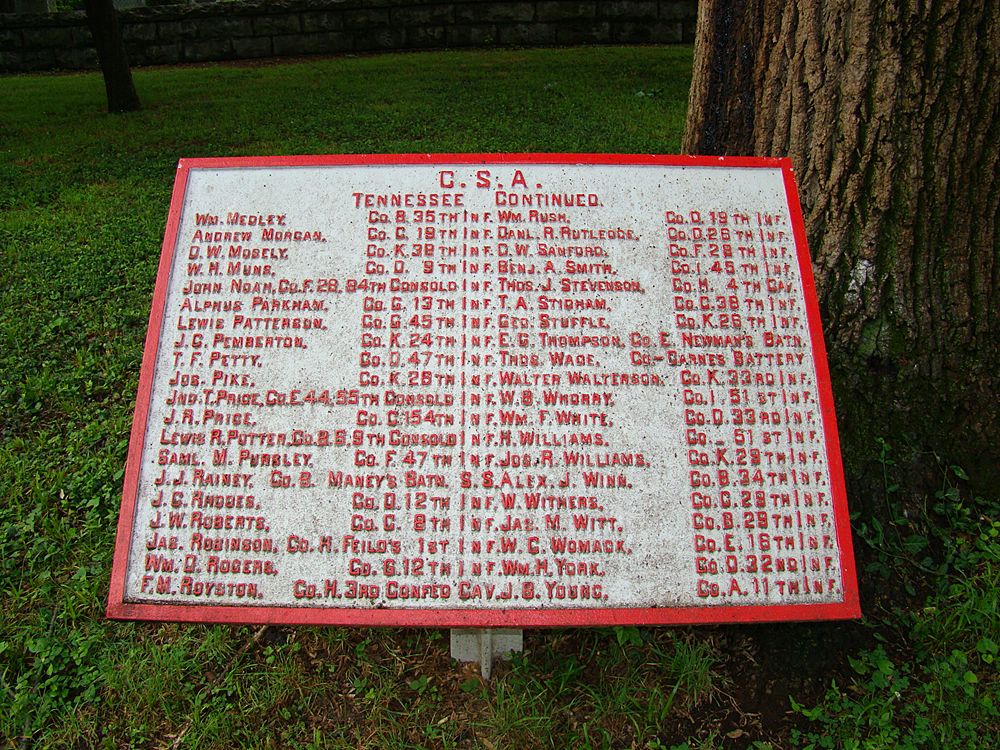 C. S. A.
TENNESSEE CONTINUED.
WM. MEDLEY. CO. B. 35TH INF. WM. RUSH. CO. D. 19TH INF.
ANDREW MORGAN. CO. C. 19TH INF. DANL. R. RUTLEDGE. CO. D. 26TH INF.
D. W. MOSELY. CO. K. 38TH INF. D. W. SANFORD. CO. F. 28TH INF.
W. H. MUNS. CO. D. 9TH INF. BENJ. A. SMITH. CO. I. 45TH INF.
JOHN NOAH, CO. F. 28, 84TH CONSOLD INF. THOS. J. STEVENSON. CO. H. 4TH CAV.
ALPHUS PARKHAM. CO. C. 13TH INF. T. A. STIGHAM. CO. C. 38TH INF.
LEWIS PATTERSON. CO. G. 45TH INF. GEO. STUFFLE. CO. K. 26TH INF.
J. C. PEMBERTON. CO. K. 24TH INF. E. G. THOMPSON. CO. E. NEWMAN'S BATN.
T. F. PETTY. CO. D. 47TH INF. THOS. WADE. CO – CARNES BATTERY
JOS. PIKE. CO. K. 28TH INF. WALTER WALTERSON. CO. K. 33RD INF.
JNO. T. PRICE, CO. E. 44, 55TH CONSOLD INF. W. B. WHORRY. CO. I. 51ST INF.
J. R. PRICE. CO. C. 154TH INF. WM. F. WHITE. CO. D. 33RD INF.
LEWIS R. POTTER, CO. B. 6, 9TH CONSOLD INF. H. WILLIAMS. CO. – 51ST INF.
SAML. M. PURSLEY. CO. F. 47TH INF. JOS. R. WILLIAMS. CO. K. 29TH INF.
J. J. RAINEY. CO. B. MANEY'S BATN. S. S. ALEX. J. WINN. CO. B. 34TH INF.
J. C. RHODES. CO. D. 12TH INF. W. WITHERS. CO. C. 29TH INF.
J. W. ROBERTS. CO. C. 8TH INF. JAS. M. WITT. CO. B. 29TH INF.
JAS. ROBINSON. CO. H. FEILD'S 1ST INF. W. C. WOMACK. CO. E. 16TH INF.
WM. D. ROGERS. CO. G. 12TH INF. WM. H. YORK. CO. D. 32ND INF.
F. M. ROYSTON. CO. H. 3RD CONFED CAV. J. S. YOUNG. CO. A. 11TH INF.